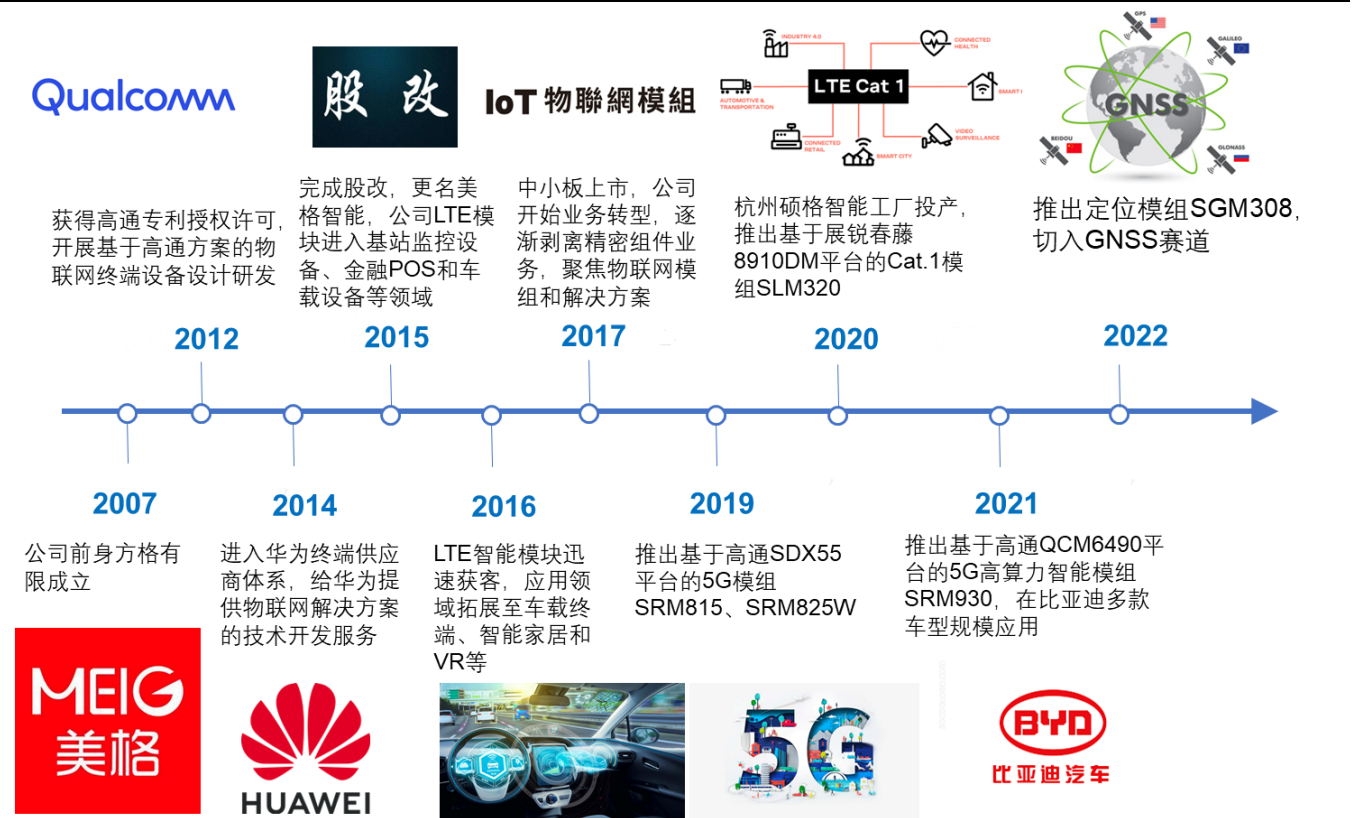 Qualcomm
获得高通专利授权许可，
开展基于高通方案的物
联网终端设备设计研发
2012
股 改
完成股改，更名美
格智能，公司LTE模
块进入基站监控设
备、金融POS和车
载设备等领域
2015
IoT 物聯網模組
中小板上市，公司
开始业务转型，逐
渐剥离精密组件业
务，聚焦物联网模
组和解决方案
2017
INDUSTRY 4.0
CONNECTED
HEALTH
LTE Cat 1
AUTOMOTIVE &
TRANSPORTATION
SMART
CONNECTED
RETAIL
SMART CITY
VIDEO
SURVEILLANCE
杭州硕格智能工厂投产，
推出基于展锐春藤
8910DM平台的Cat.1模
组SLM320
2020
GPS
GALILEO
GNSS
BEIDOU
GLONASS
推出定位模组SGM308，
切入GNSS赛道
2022
2007
公司前身方格有
限成立
MEIG
美格
2014
进入华为终端供应
商体系，给华为提
供物联网解决方案
的技术开发服务
HUAWEI
2016
LTE智能模块迅
速获客，应用领
域拓展至车载终
端、智能家居和
VR等
2019
推出基于高通SDX55
平台的5G模组
SRM815、SRM825W
5G
2021
推出基于高通QCM6490平
台的5G高算力智能模组
SRM930，在比亚迪多款
车型规模应用
BYD
比亚迪汽车